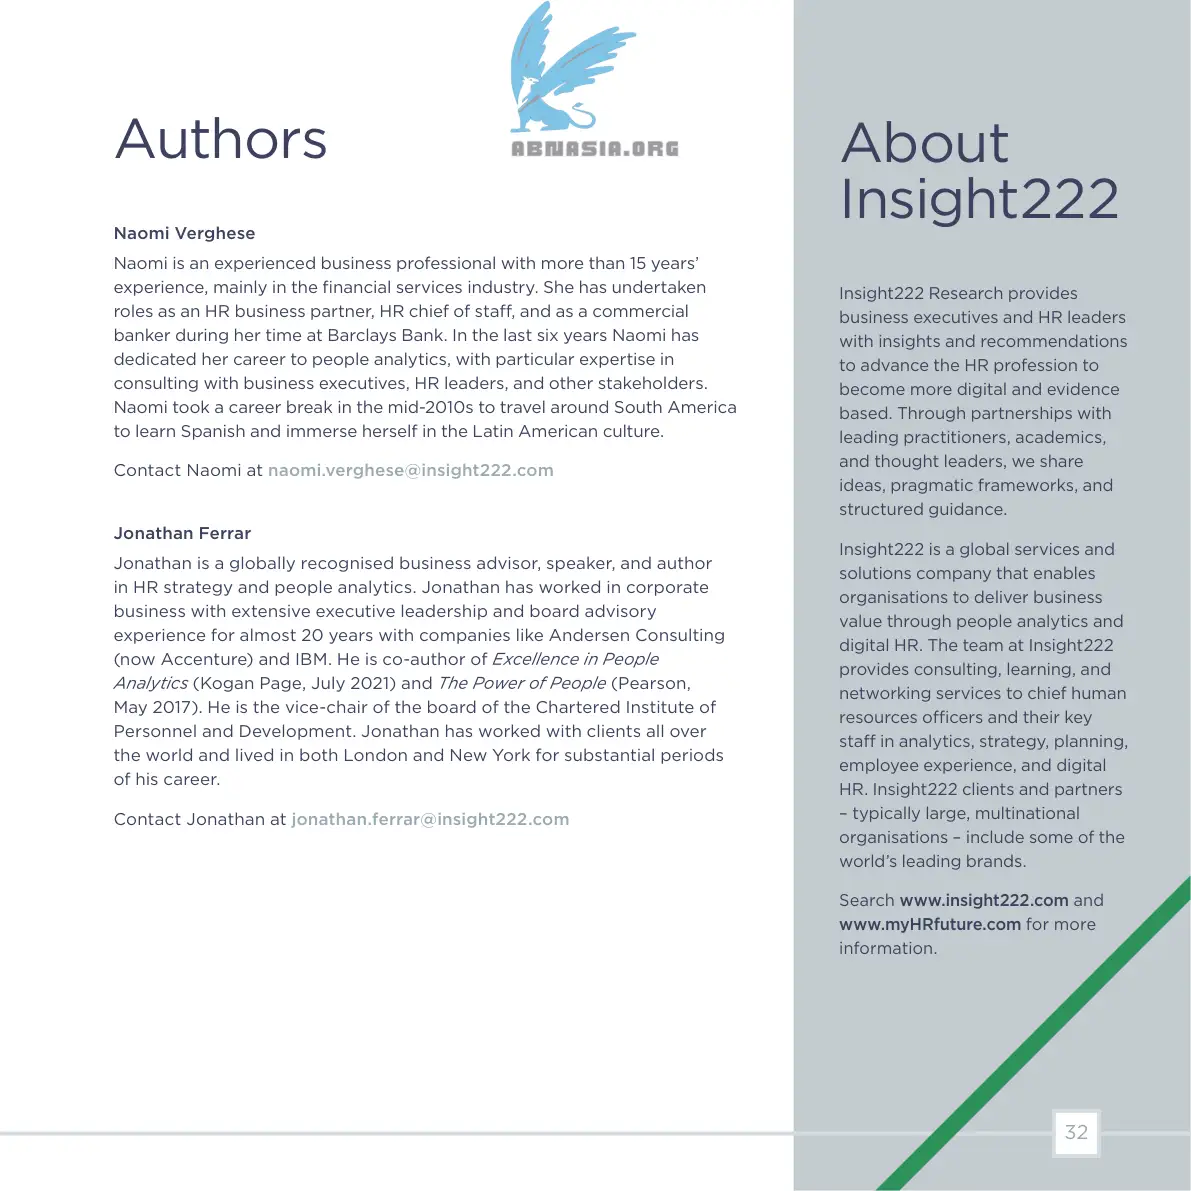 ABNASIA.ORG
Authors
Naomi Verghese
Naomi is an experienced business professional with more than 15 years’
experience, mainly in the financial services industry. She has undertaken
roles as an HR business partner, HR chief of staff, and as a commercial
banker during her time at Barclays Bank. In the last six years Naomi has
dedicated her career to people analytics, with particular expertise in
consulting with business executives, HR leaders, and other stakeholders.
Naomi took a career break in the mid-2010s to travel around South America
to learn Spanish and immerse herself in the Latin American culture.
Contact Naomi at naomi.verghese@insight222.com
Jonathan Ferrar
Jonathan is a globally recognised business advisor, speaker, and author
in HR strategy and people analytics. Jonathan has worked in corporate
business with extensive executive leadership and board advisory
experience for almost 20 years with companies like Andersen Consulting
(now Accenture) and IBM. He is co-author of Excellence in People
Analytics (Kogan Page, July 2021) and The Power of People (Pearson,
May 2017). He is the vice-chair of the board of the Chartered Institute of
Personnel and Development. Jonathan has worked with clients all over
the world and lived in both London and New York for substantial periods
of his career.
Contact Jonathan at jonathan.ferrar@insight222.com
About
Insight222
Insight222 Research provides
business executives and HR leaders
with insights and recommendations
to advance the HR profession to
become more digital and evidence
based. Through partnerships with
leading practitioners, academics,
and thought leaders, we share
ideas, pragmatic frameworks, and
structured guidance.
Insight222 is a global services and
solutions company that enables
organisations to deliver business
value through people analytics and
digital HR. The team at Insight222
provides consulting, learning, and
networking services to chief human
resources officers and their key
staff in analytics, strategy, planning,
employee experience, and digital
HR. Insight222 clients and partners
– typically large, multinational
organisations – include some of the
world’s leading brands.
Search www.insight222.com and
www.myHRfuture.com for more
information.
32